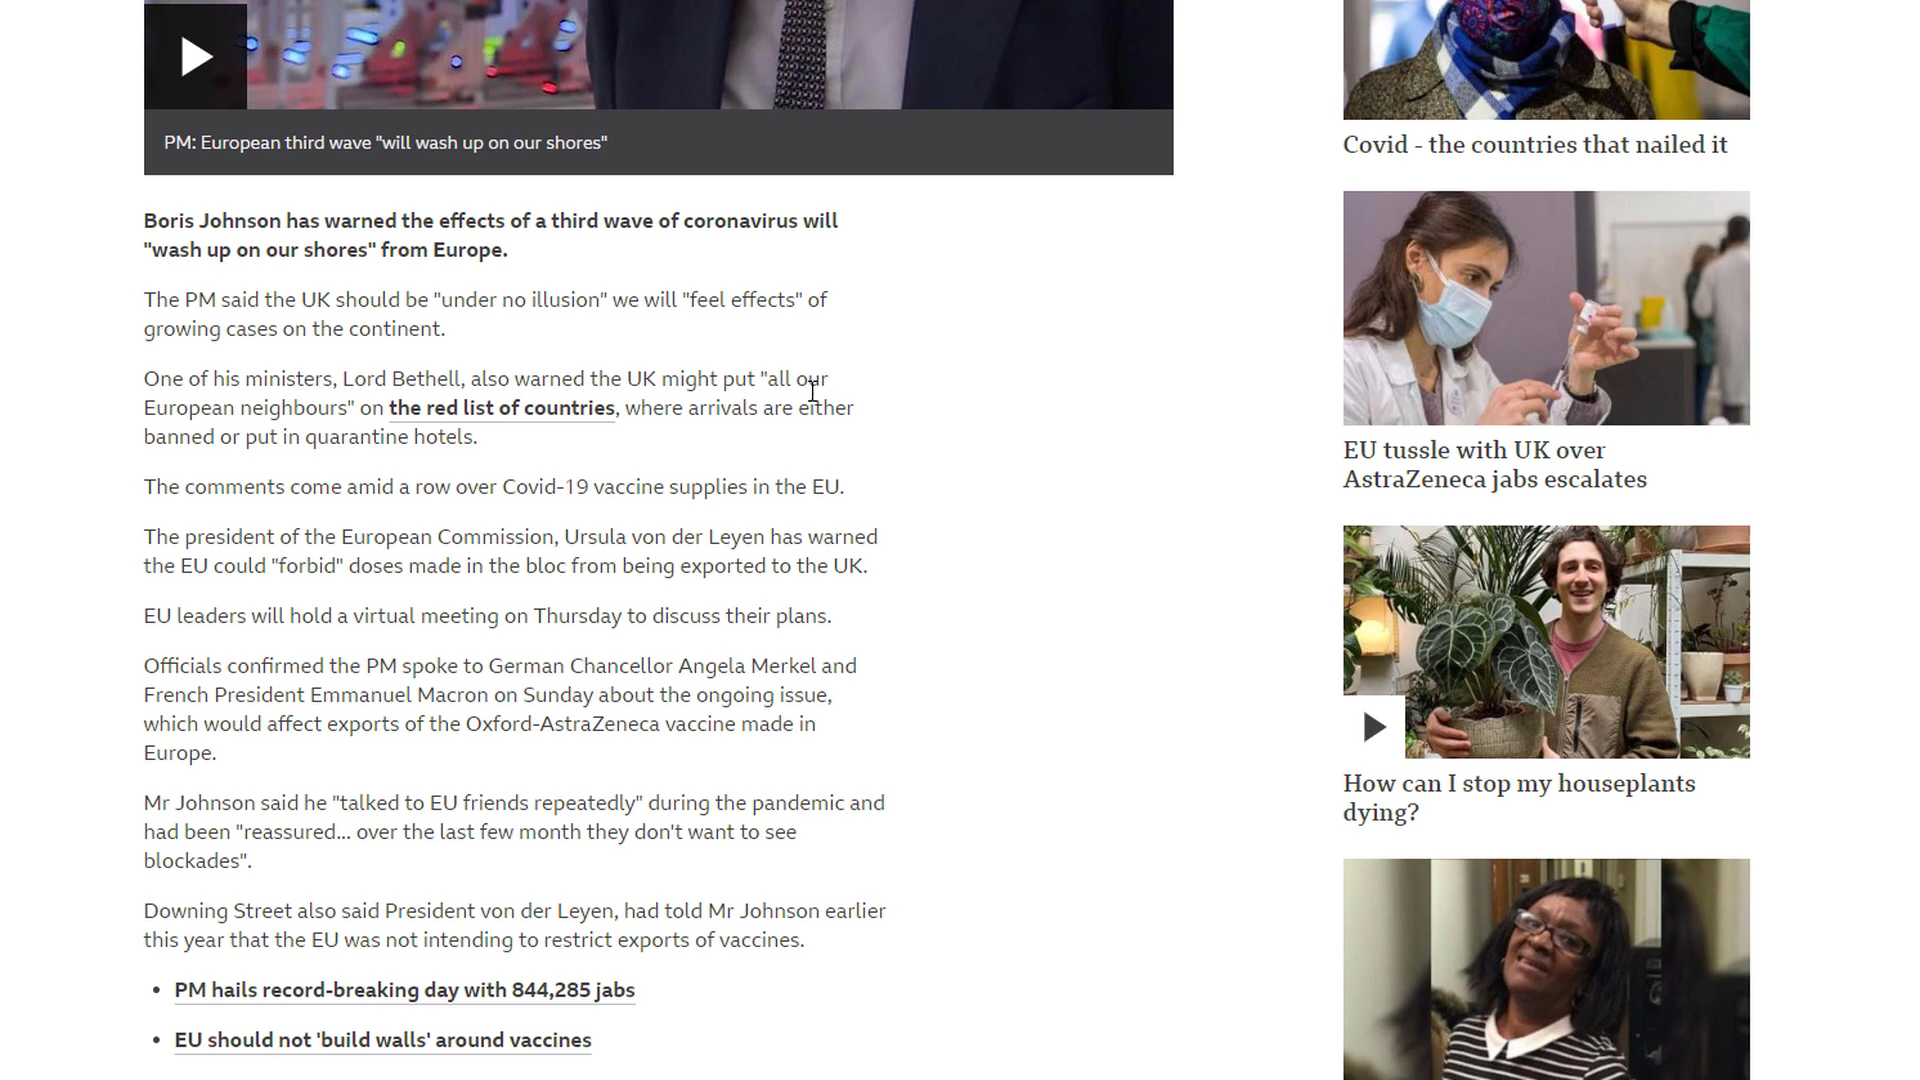 PM: European third wave "will wash up on our shores"
Boris Johnson has warned the effects of a third wave of coronavirus will
"wash up on our shores" from Europe.
The PM said the UK should be "under no illusion" we will "feel effects" of
growing cases on the continent.
One of his ministers, Lord Bethell, also warned the UK might put "all our
European neighbours" on the red list of countries, where arrivals are either
banned or put in quarantine hotels.
The comments come amid a row over Covid-19 vaccine supplies in the EU.
The president of the European Commission, Ursula von der Leyen has warned
the EU could "forbid" doses made in the bloc from being exported to the UK.
EU leaders will hold a virtual meeting on Thursday to discuss their plans.
Officials confirmed the PM spoke to German Chancellor Angela Merkel and
French President Emmanuel Macron on Sunday about the ongoing issue,
which would affect exports of the Oxford-AstraZeneca vaccine made in
Europe.
Mr Johnson said he "talked to EU friends repeatedly" during the pandemic and
had been "reassured... over the last few month they don't want to see
blockades".
Downing Street also said President von der Leyen, had told Mr Johnson earlier
this year that the EU was not intending to restrict exports of vaccines.
• PM hails record-breaking day with 844,285 jabs
• EU should not 'build walls' around vaccines
Covid - the countries that nailed it
EU tussle with UK over
AstraZeneca jabs escalates
How can I stop my houseplants
dying?